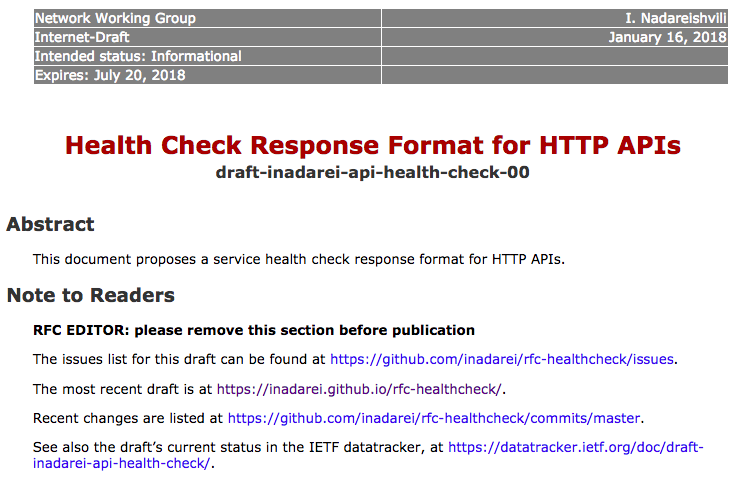 Network Working Group I. Nadareishvili
Internet-Draft January 16, 2018
Intended status: Informational
Expires: July 20, 2018
Health Check Response Format for HTTP APIs
draft-inadarei-api-health-check-00
Abstract
This document proposes a service health check response format for HTTP APIs.
Note to Readers
RFC EDITOR: please remove this section before publication
The issues list for this draft can be found at https://github.com/inadarei/rfc-healthcheck/issues.
The most recent draft is at https://inadarei.github.io/rfc-healthcheck/.
Recent changes are listed at https://github.com/inadarei/rfc-healthcheck/commits/master.
See also the draft’s current status in the IETF datatracker, at https://datatracker.ietf.org/doc/draft-
inadarei-api-health-check/.